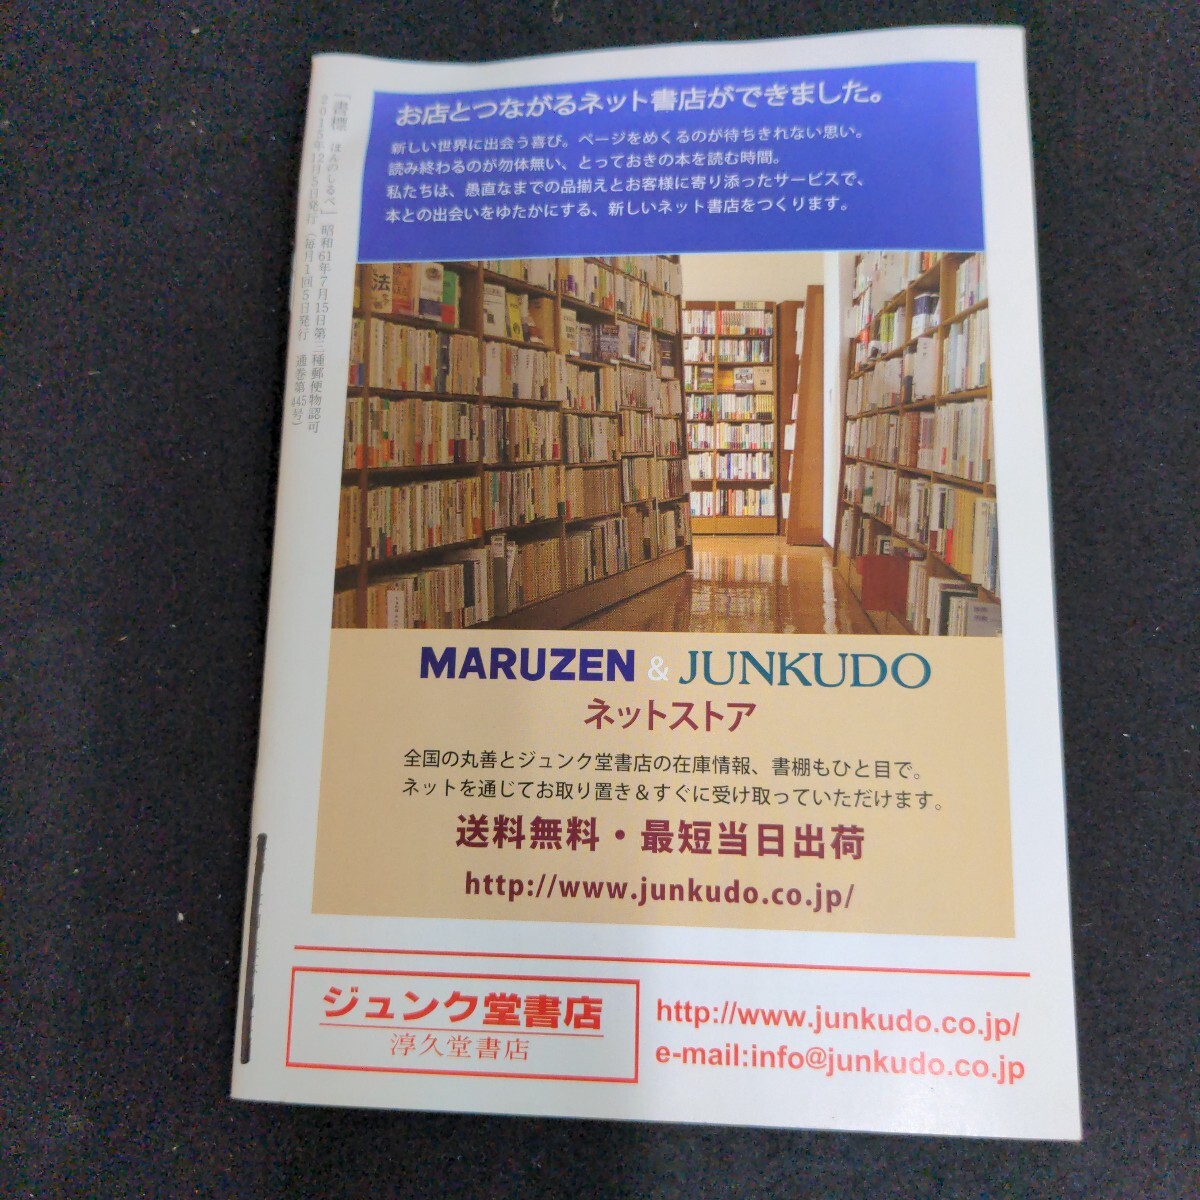 お店とつながるネット書店ができました。
新しい世界に出会う喜び。ページをめくるのが待ちきれない思い。
読み終わるのが勿体無い、とっておきの本を読む時間。
私たちは、愚直なまでの品揃えとお客様に寄り添ったサービスで、
本との出会いをゆたかにする、新しいネット書店をつくります。
「書標 ほんのしるべ」昭和61年7月15日第三種郵便物認可
2015年12月5日発行(毎月1回5日発行 通巻第445号)
法
MARUZEN & JUNKUDO
ネットストア
全国の丸善とジュンク堂書店の在庫情報、書棚もひと目で。
ネットを通じてお取り置き&すぐに受け取っていただけます。
送料無料・最短当日出荷
http://www.junkudo.co.jp/
ジュンク堂書店
淳久堂書店
http://www.junkudo.co.jp/
e-mail:info@junkudo.co.jp